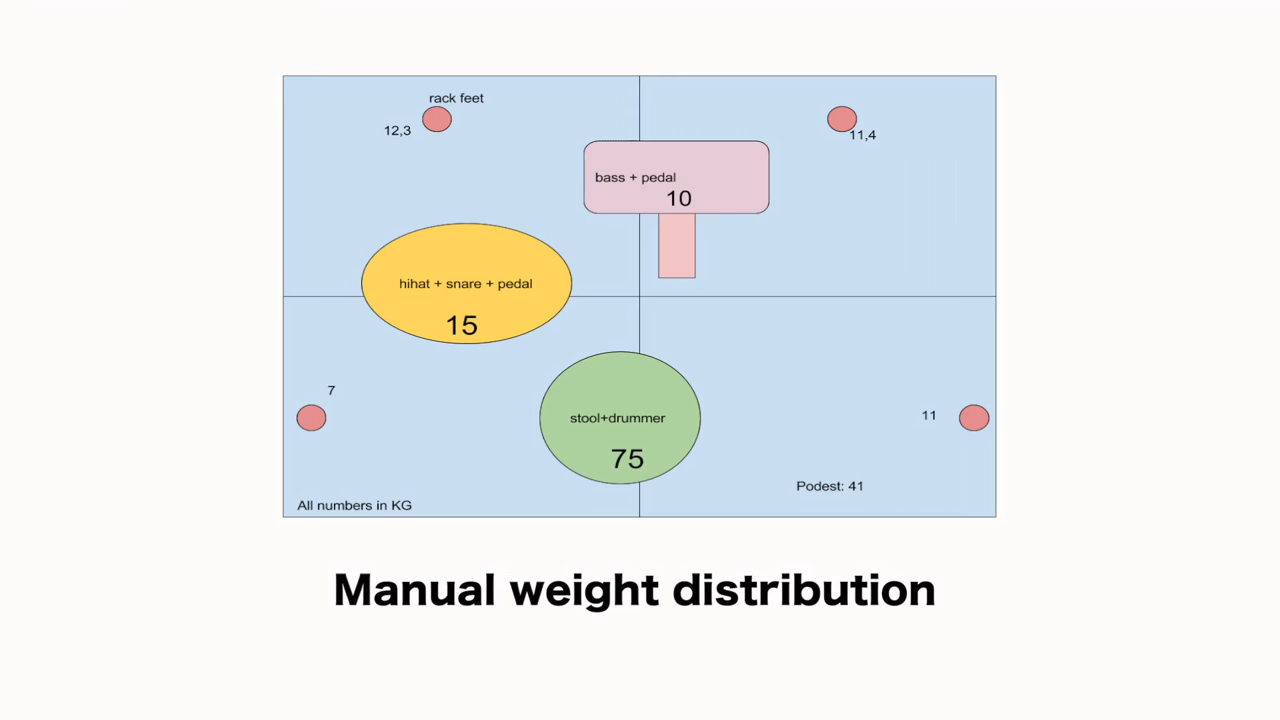 rack feet
12,3
11,4
bass + pedal
10
hihat + snare + pedal
15
7
11
stool+drummer
75
Podest: 41
All numbers in KG
Manual weight distribution